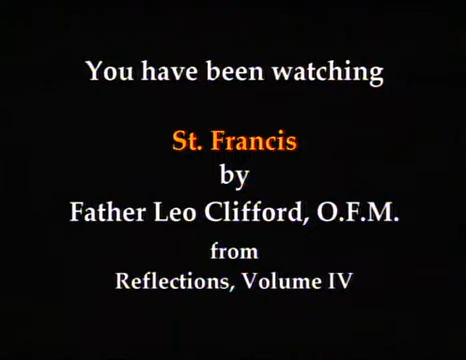 You have been watching
St. Francis
by
Father Leo Clifford, O.F.M.
from
Reflections, Volume IV